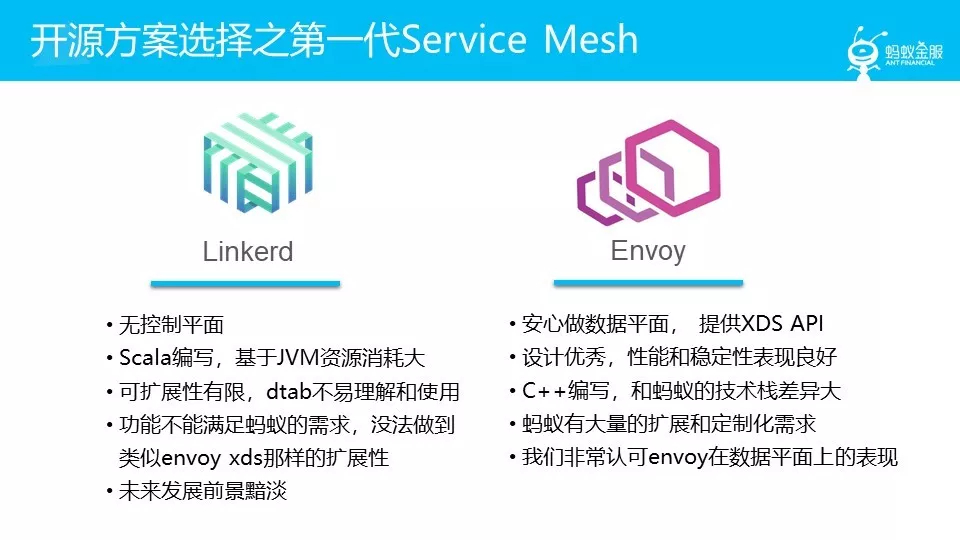 开源方案选择之第一代Service Mesh
蚂蚁金服
ANT FINANCIAL
Linkerd
• 无控制平面
• Scala编写，基于JVM资源消耗大
• 可扩展性有限，dtab不易理解和使用
• 功能不能满足蚂蚁的需求，没法做到
类似envoy xds那样的扩展性
• 未来发展前景黯淡
Envoy
• 安心做数据平面， 提供XDS API
• 设计优秀，性能和稳定性表现良好
• C++编写，和蚂蚁的技术栈差异大
• 蚂蚁有大量的扩展和定制化需求
• 我们非常认可envoy在数据平面上的表现